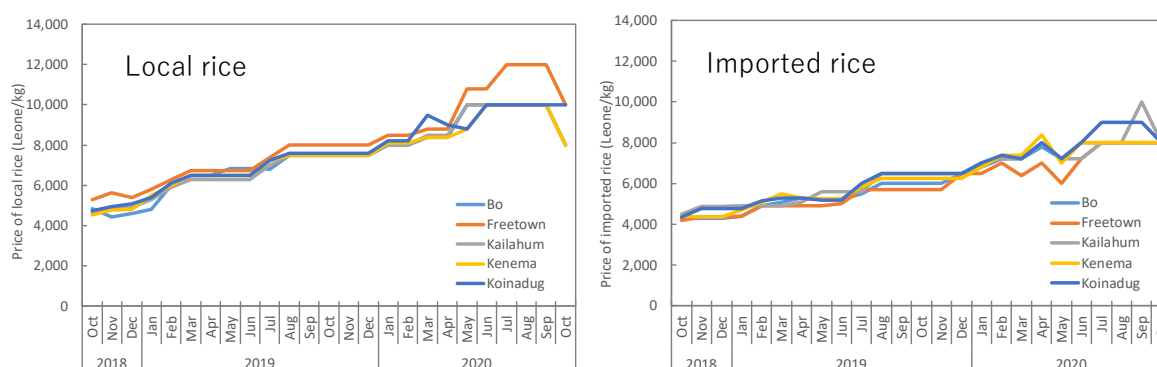 Local rice
Price of local rice (Leone/kg)
14,000
12,000
10,000
8,000
6,000
4,000
2,000
0
Bo
Freetown
Kailahum
Kenema
Koinadug
Oct Nov Dec Jan Feb Mar Apr May Jun Jul Aug Sep Oct Nov Dec Jan Feb Mar Apr May Jun Jul Aug Sep Oct
2018 2019 2020
Imported rice
Price of imported rice (Leone/kg)
14,000
12,000
10,000
8,000
6,000
4,000
2,000
0
Bo
Freetown
Kailahum
Kenema
Koinadug
Oct Nov Dec Jan Feb Mar Apr May Jun Jul Aug Sep Oct Nov Dec Jan Feb Mar Apr May Jun Jul Aug Sep
2018 2019 2020